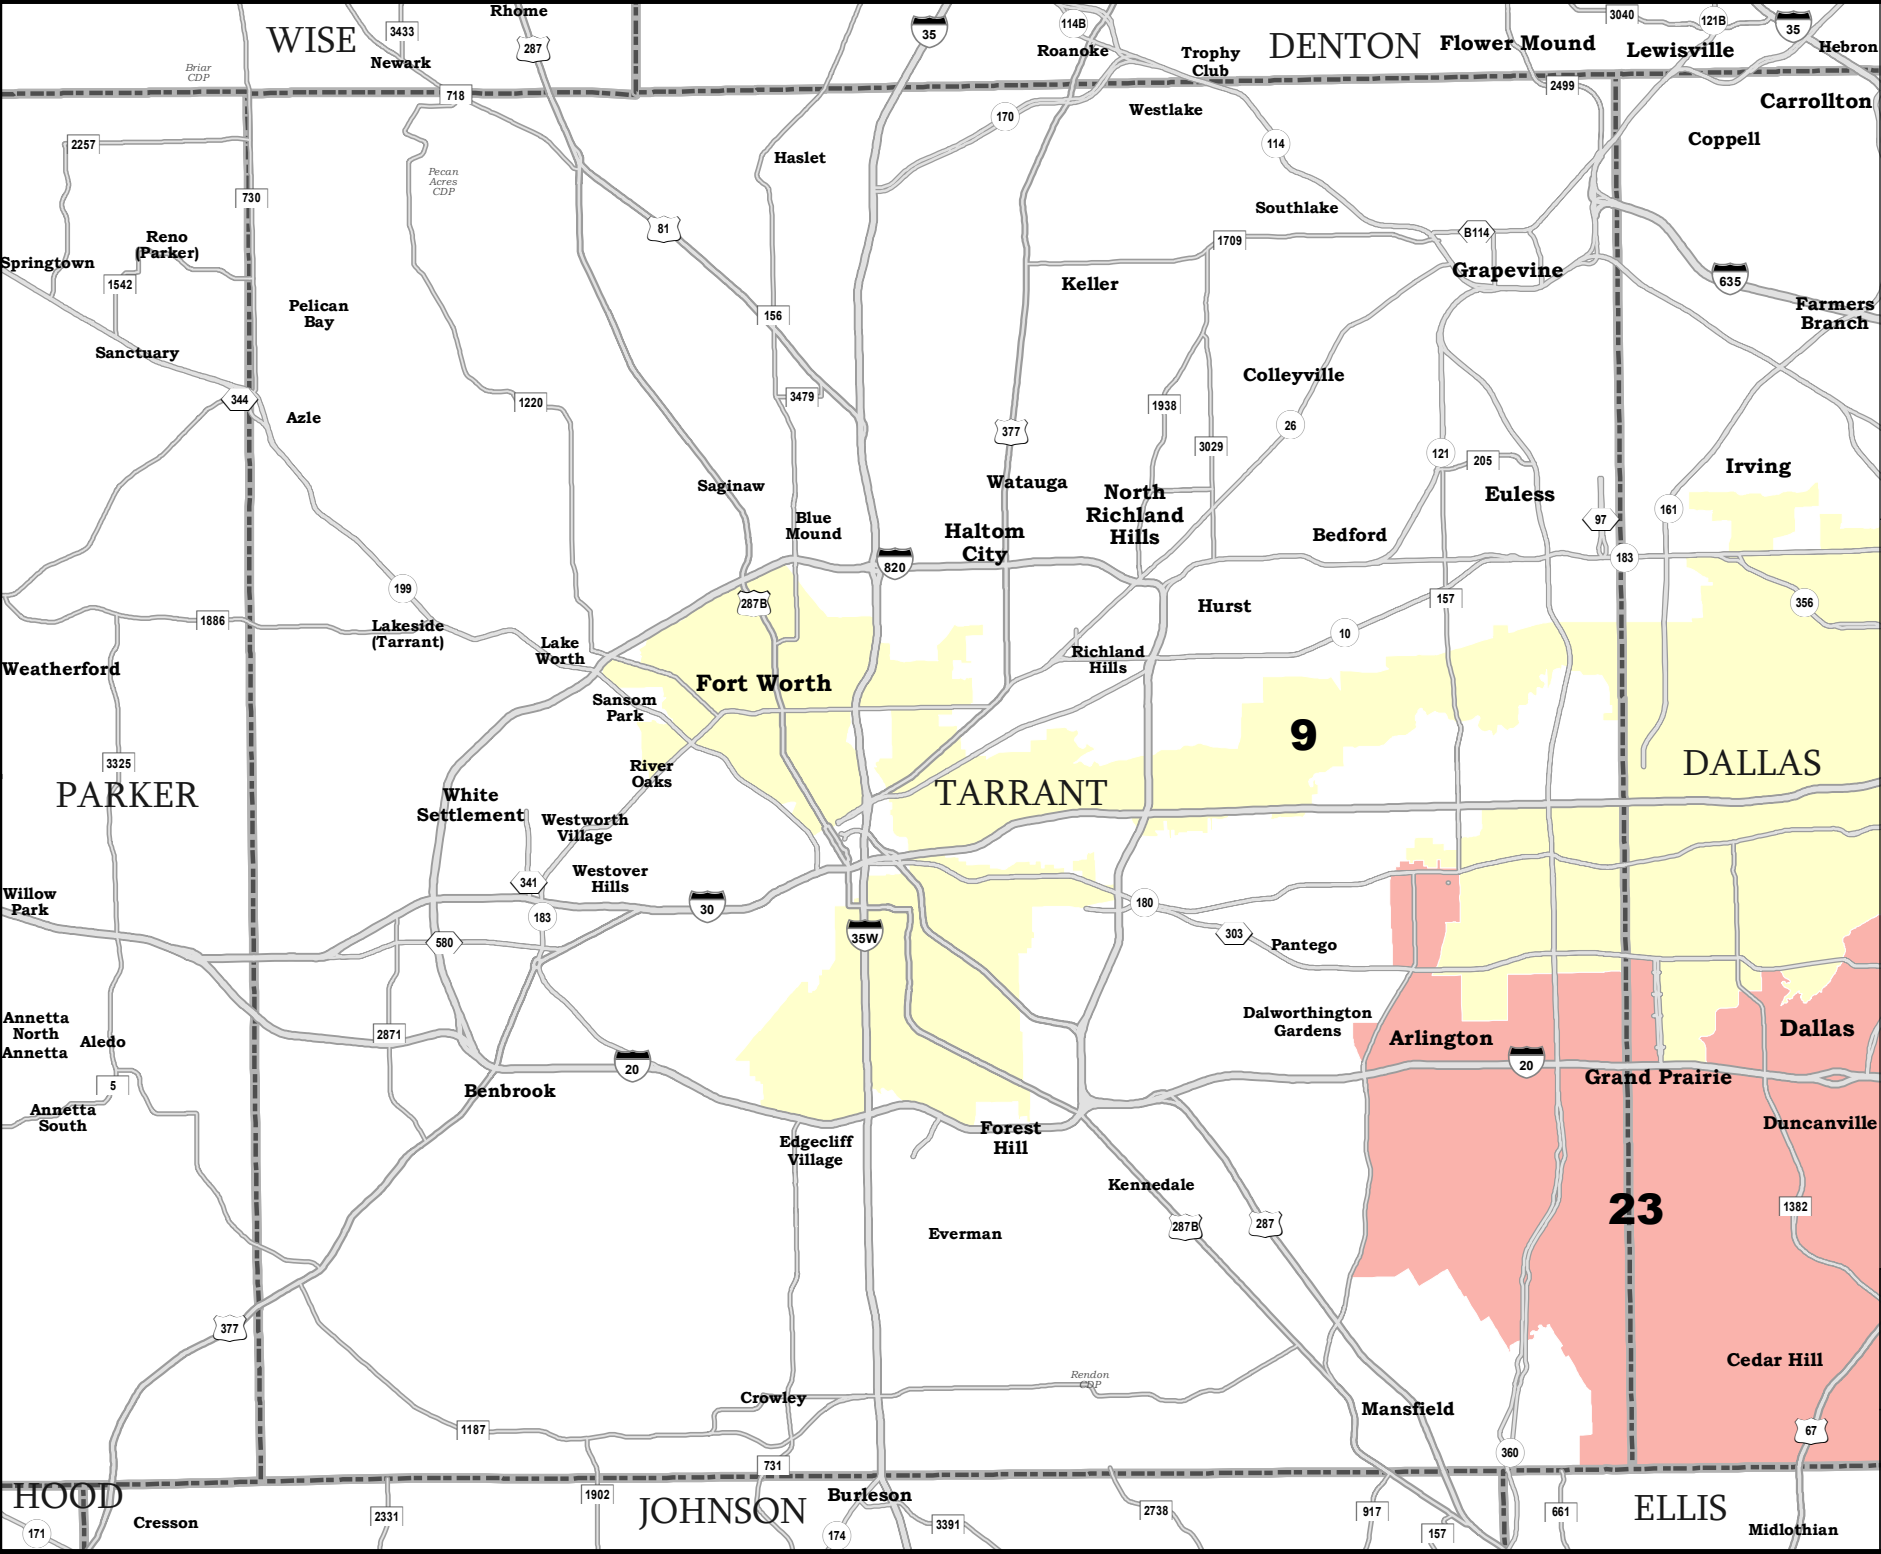 Rhome
WISE
3433
287
Newark
Briar
CDP
718
35
114B
Roanoke
Trophy
Club
DENTON
Flower Mound
3040
121B
35
Lewisville
Hebron
2499
Carrollton
Westlake
170
114
Coppell
2257
Haslet
Pecan
Acres
CDP
730
81
Southlake
1709
B114
Reno
(Parker)
Springtown
1542
Keller
Grapevine
635
Pelican
Bay
156
Farmers
Branch
Sanctuary
344
Azle
1220
3479
Colleyville
1938
377
3029
26
121
205
Irving
Saginaw
Watauga
North
Richland
Hills
Euless
161
Blue
Mound
Haltom
City
Bedford
97
183
820
199
287B
Hurst
157
356
1886
Lakeside
(Tarrant)
Lake
Worth
10
Richland
Hills
Weatherford
Fort Worth
Sansom
Park
9
3325
River
Oaks
DALLAS
PARKER
White
Settlement
TARRANT
Westworth
Village
Westover
Hills
341
Willow
Park
183
30
180
580
35W
303
Pantego
Annetta
North
Annetta
Aledo
2871
Dalworthington
Gardens
Arlington
Dallas
20
20
Grand Prairie
5
Benbrook
Annetta
South
Duncanville
Edgecliff
Village
Forest
Hill
Kennedale
287B
287
23
1382
Everman
377
Cedar Hill
Rendon
CDP
Crowley
Mansfield
1187
67
360
731
HOOD
1902
JOHNSON
Burleson
ELLIS
171
Cresson
2331
174
3391
2738
917
157
661
Midlothian